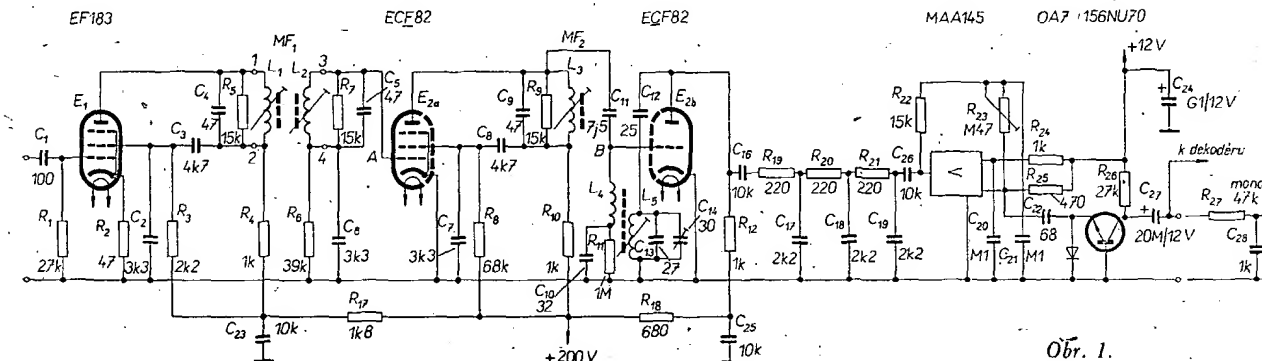 EF183
ECF82
ECF82
MAA145
OA7
156NU70
MF₁
MF₂
+12 V
1
3
L₁
L₂
L₃
C₄
47
R₅
15k
R₇
15k
C₅
47
C₉
47
R₉
15k
C₁₁
7j5
C₁₂
25
E₁
E₂ₐ
E₂b
C₂₄
G1/12V
R₂₂
15k
R₂₃
M47
R₂₄
1k
k dekodéru
C₁
100
C₃
4k7
2
4
A
C₈
4k7
B
C₁₆
10k
R₁₉
220
R₂₀
220
R₂₁
220
C₂₆
10k
<
R₂₅
470
R₂₆
27k
C₂₇
20M/12V
R₂₇
mono
47k
R₁
27k
R₂
47
C₂
3k3
R₃
2k2
R₄
1k
R₆
39k
C₈
3k3
C₇
3k3
R₈
68k
R₁₀
1k
L₄
L₅
R₁₁
1M
C₁₃
27
C₁₄
30
C₁₀
32
R₁₂
1k
C₁₇
2k2
C₁₈
2k2
C₁₉
2k2
C₂₀
M1
C₂₁
M1
C₂₂
68
C₂₈
1k
C₂₃
10k
R₁₇
1k8
+200V
R₁₈
680
C₂₅
10k
Obr. 1.